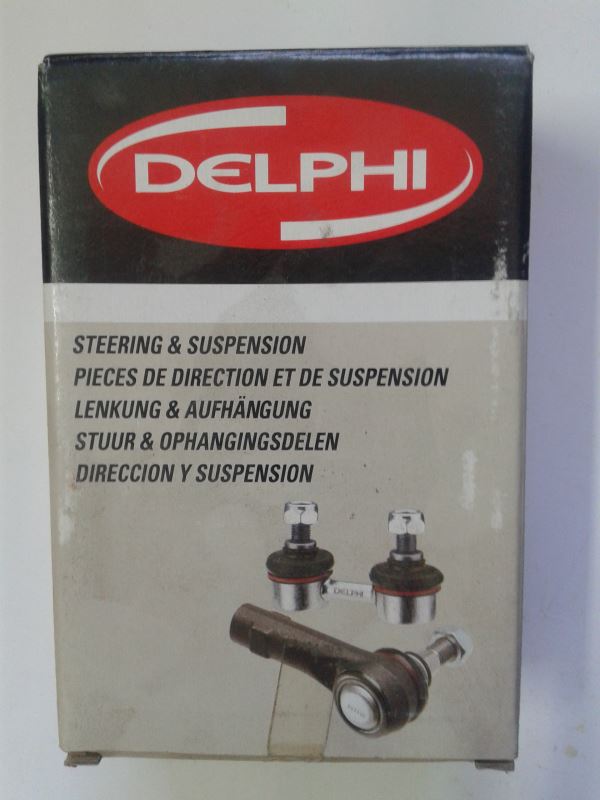 DELPHI
STEERING & SUSPENSION
PIECES DE DIRECTION ET DE SUSPENSION
LENKUNG & AUFHÄNGUNG
STUUR & OPHANGINGSDELEN
DIRECCION Y SUSPENSION
DELPHI